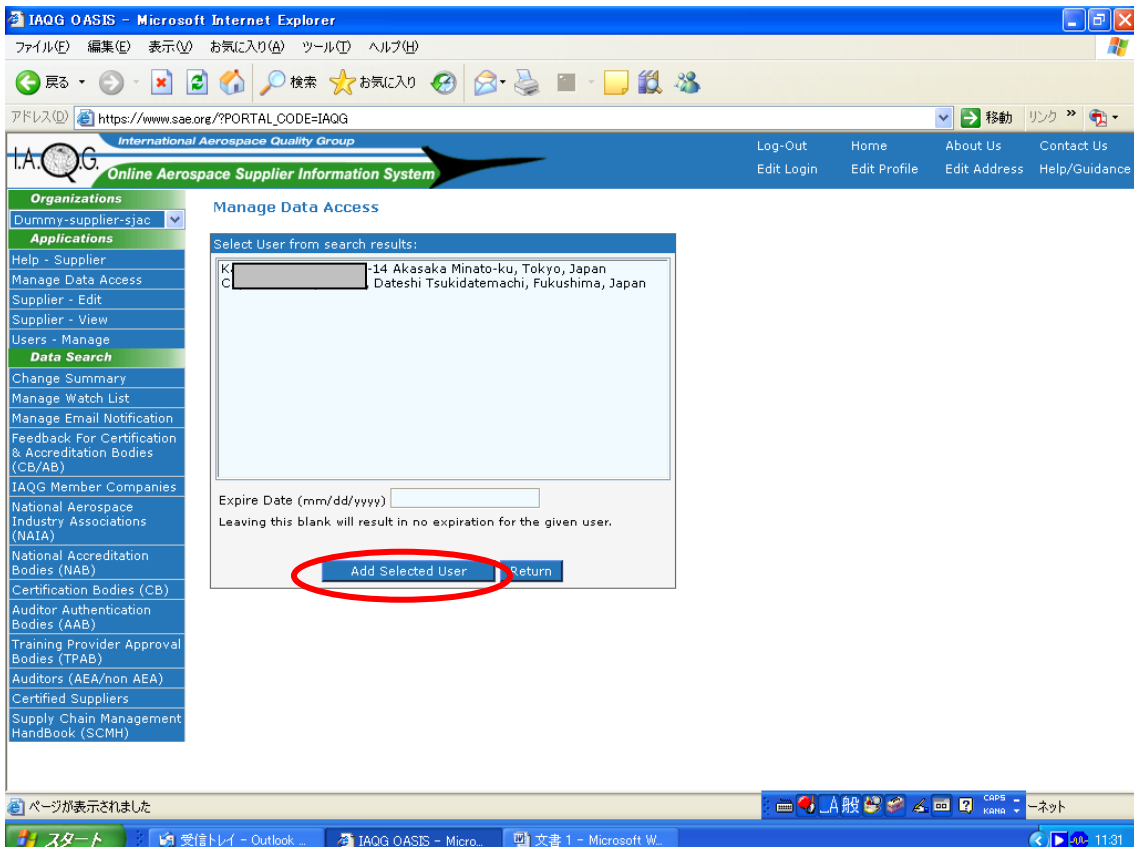 IAQG OASIS - Microsoft Internet Explorer
ファイル(F) 編集(E) 表示(V) お気に入り(A) ツール(T) ヘルプ(H)
戻る 検索 お気に入り
アドレス(D) https://www.sae.org/?PORTAL_CODE=IAQG 移動 リンク »
International Aerospace Quality Group
I.A.Q.G.
Online Aerospace Supplier Information System
Log-Out Home About Us Contact Us
Edit Login Edit Profile Edit Address Help/Guidance
Organizations
Dummy-supplier-sjac
Applications
Help - Supplier
Manage Data Access
Supplier - Edit
Supplier - View
Users - Manage
Data Search
Change Summary
Manage Watch List
Manage Email Notification
Feedback For Certification
& Accreditation Bodies
(CB/AB)
IAQG Member Companies
National Aerospace
Industry Associations
(NAIA)
National Accreditation
Bodies (NAB)
Certification Bodies (CB)
Auditor Authentication
Bodies (AAB)
Training Provider Approval
Bodies (TPAB)
Auditors (AEA/non AEA)
Certified Suppliers
Supply Chain Management
HandBook (SCMH)
Manage Data Access
Select User from search results:
K -14 Akasaka Minato-ku, Tokyo, Japan
C , Dateshi Tsukidatemachi, Fukushima, Japan
Expire Date (mm/dd/yyyy)
Leaving this blank will result in no expiration for the given user.
Add Selected User Return
ページが表示されました
A 般 CAPS KANA ーネット
スタート 受信トレイ - Outlook ... IAQG OASIS - Micro... 文書 1 - Microsoft W... 11:31